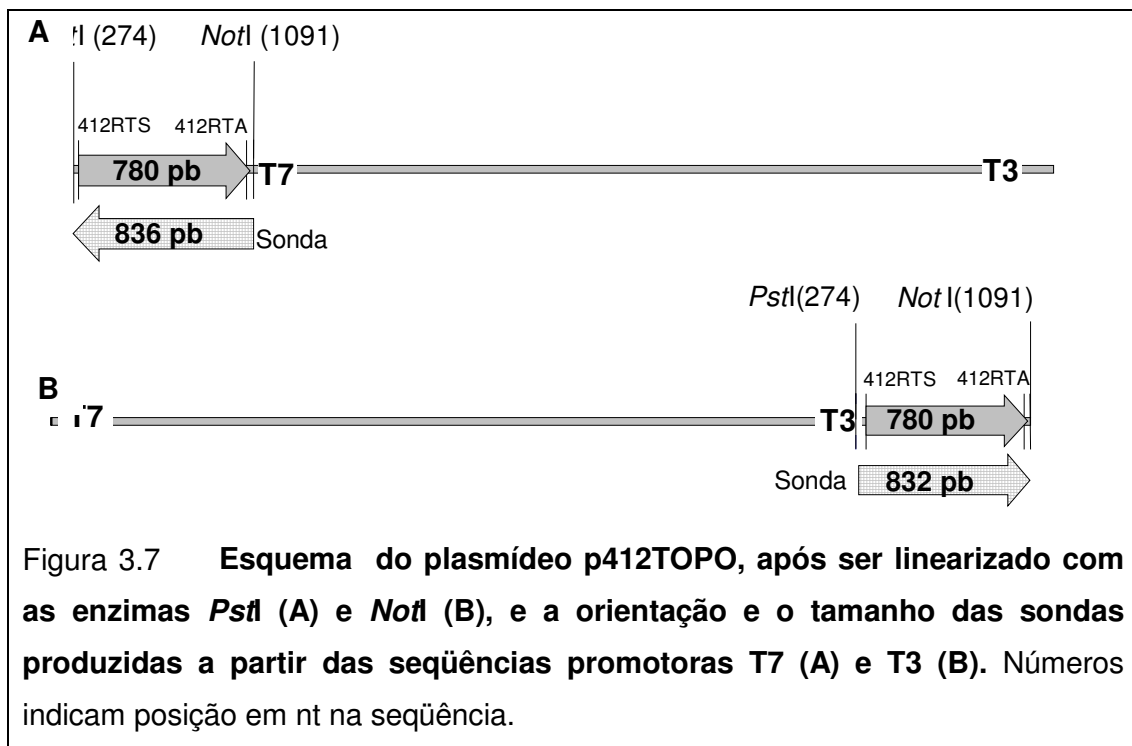 A
tI (274) NotI (1091)
412RTS 412RTA
780 pb T7 T3
836 pb Sonda
PstI(274) Not I(1091)
412RTS 412RTA
B
T7 T3 780 pb
Sonda 832 pb
Figura 3.7 Esquema do plasmídeo p412TOPO, após ser linearizado com
as enzimas PstI (A) e NotI (B), e a orientação e o tamanho das sondas
produzidas a partir das seqüências promotoras T7 (A) e T3 (B). Números
indicam posição em nt na seqüência.